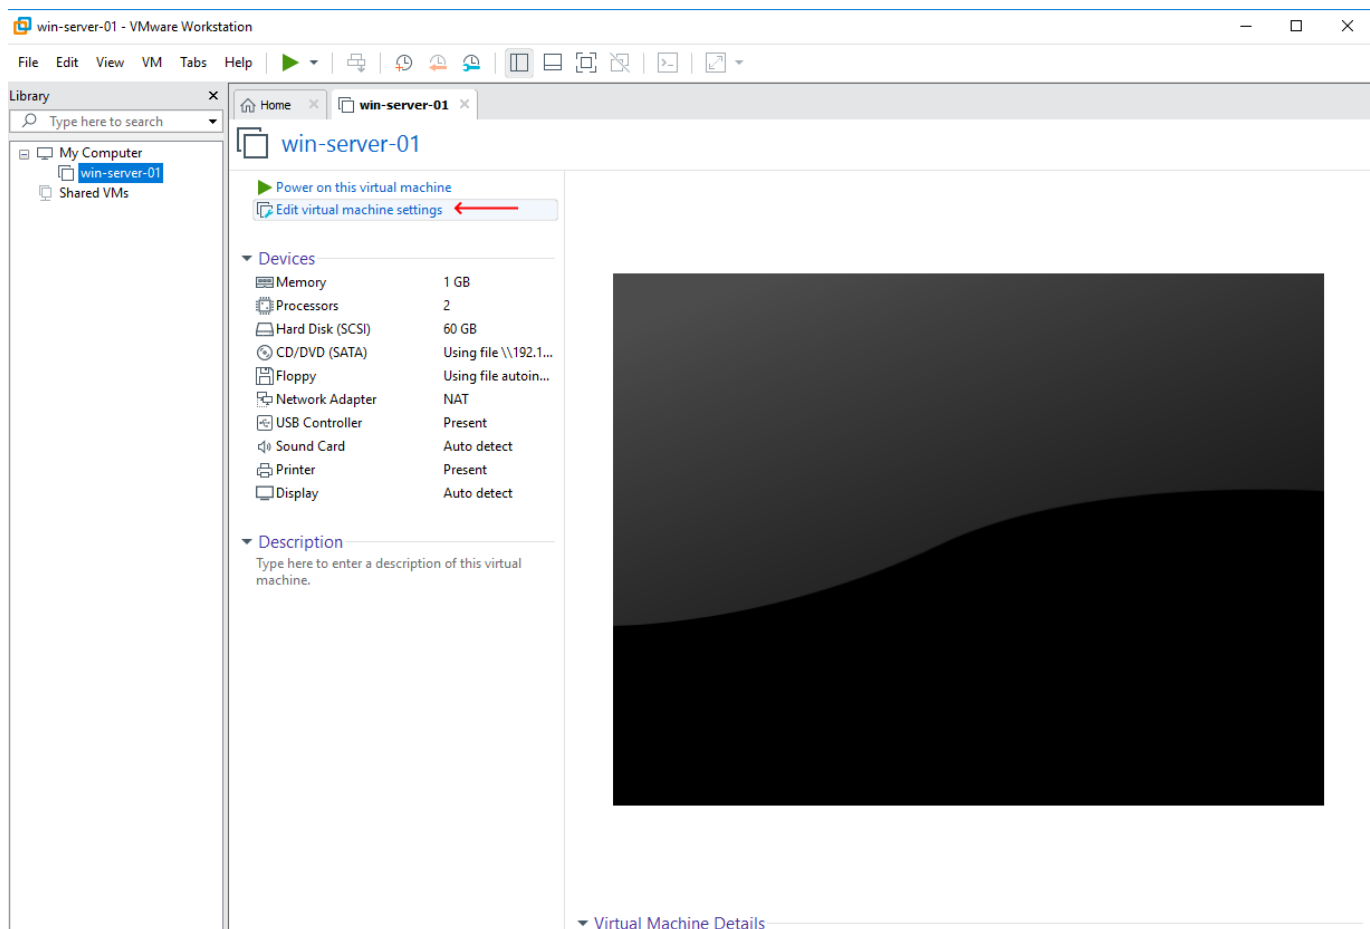 win-server-01 - VMware Workstation
File Edit View VM Tabs Help
Library
Type here to search
My Computer
win-server-01
Shared VMs
Home
win-server-01
win-server-01
Power on this virtual machine
Edit virtual machine settings
Devices
Memory 1 GB
Processors 2
Hard Disk (SCSI) 60 GB
CD/DVD (SATA) Using file \\192.1...
Floppy Using file autoin...
Network Adapter NAT
USB Controller Present
Sound Card Auto detect
Printer Present
Display Auto detect
Description
Type here to enter a description of this virtual
machine.
Virtual Machine Details